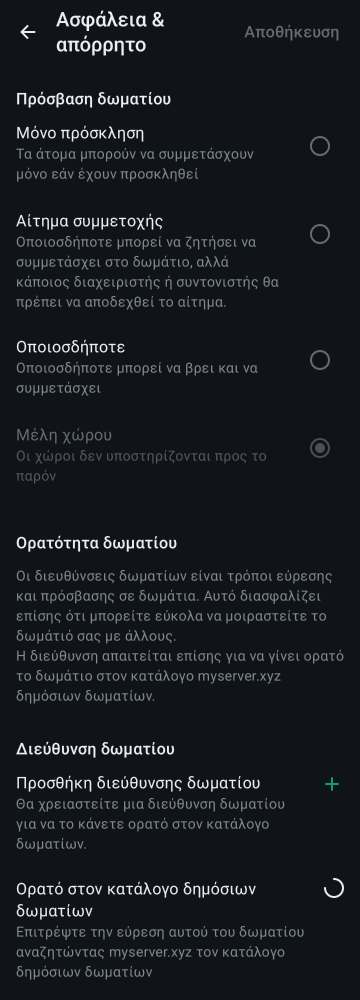 Ασφάλεια &
απόρρητο
Αποθήκευση
Πρόσβαση δωματίου
Μόνο πρόσκληση
Τα άτομα μπορούν να συμμετάσχουν
μόνο εάν έχουν προσκληθεί
Αίτημα συμμετοχής
Οποιοσδήποτε μπορεί να ζητήσει να
συμμετάσχει στο δωμάτιο, αλλά
κάποιος διαχειριστής ή συντονιστής θα
πρέπει να αποδεχθεί το αίτημα.
Οποιοσδήποτε
Οποιοσδήποτε μπορεί να βρει και να
συμμετάσχει
Μέλη χώρου
Οι χώροι δεν υποστηρίζονται προς το
παρόν
Ορατότητα δωματίου
Οι διευθύνσεις δωματίων είναι τρόποι εύρεσης
και πρόσβασης σε δωμάτια. Αυτό διασφαλίζει
επίσης ότι μπορείτε εύκολα να μοιραστείτε το
δωμάτιό σας με άλλους.
Η διεύθυνση απαιτείται επίσης για να γίνει ορατό
το δωμάτιο στον κατάλογο myserver.xyz
δημόσιων δωματίων.
Διεύθυνση δωματίου
Προσθήκη διεύθυνσης δωματίου
Θα χρειαστείτε μια διεύθυνση δωματίου
για να το κάνετε ορατό στον κατάλογο
δωματίων.
Ορατό στον κατάλογο δημόσιων
δωματίων
Επιτρέψτε την εύρεση αυτού του δωματίου
αναζητώντας myserver.xyz τον κατάλογο
δημόσιων δωματίων